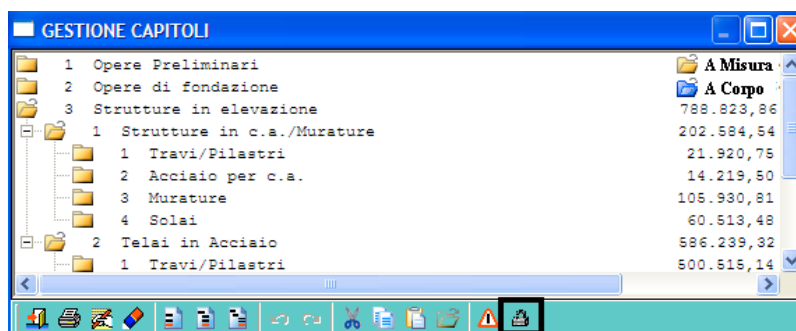 GESTIONE CAPITOLI
1 Opere Preliminari A Misura
2 Opere di fondazione A Corpo
3 Strutture in elevazione 788.823,86
1 Strutture in c.a./Murature 202.584,54
1 Travi/Pilastri 21.920,75
2 Acciaio per c.a. 14.219,50
3 Murature 105.930,81
4 Solai 60.513,48
2 Telai in Acciaio 586.239,32
1 Travi/Pilastri 500.515,14